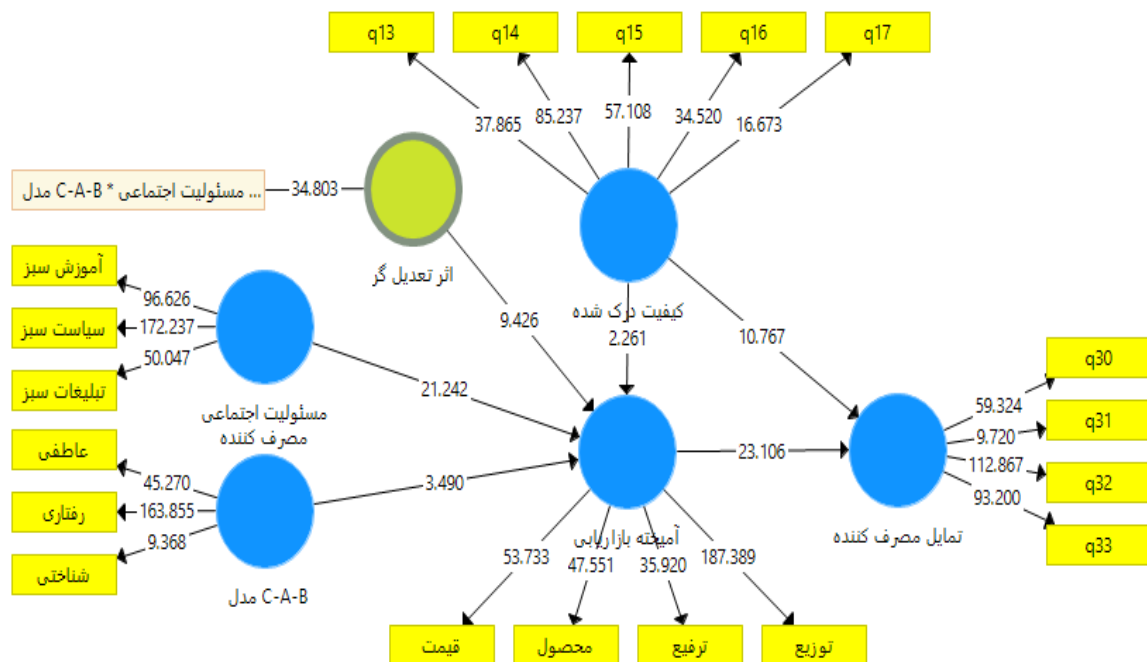 q13
q14
q15
q16
q17
37.865
85.237
57.108
34.520
16.673
مدل C-A-B * مسئولیت اجتماعی ...
34.803
اثر تعدیل گر
کیفیت درک شده
9.426
2.261
10.767
آموزش سبز
سیاست سبز
تبلیغات سبز
96.626
172.237
50.047
مسئولیت اجتماعی
مصرف کننده
21.242
عاطفی
رفتاری
شناختی
45.270
163.855
9.368
مدل C-A-B
3.490
آمیخته بازاریابی
23.106
تمایل مصرف کننده
q30
q31
q32
q33
59.324
9.720
112.867
93.200
53.733
47.551
35.920
187.389
قیمت
محصول
ترفیع
توزیع